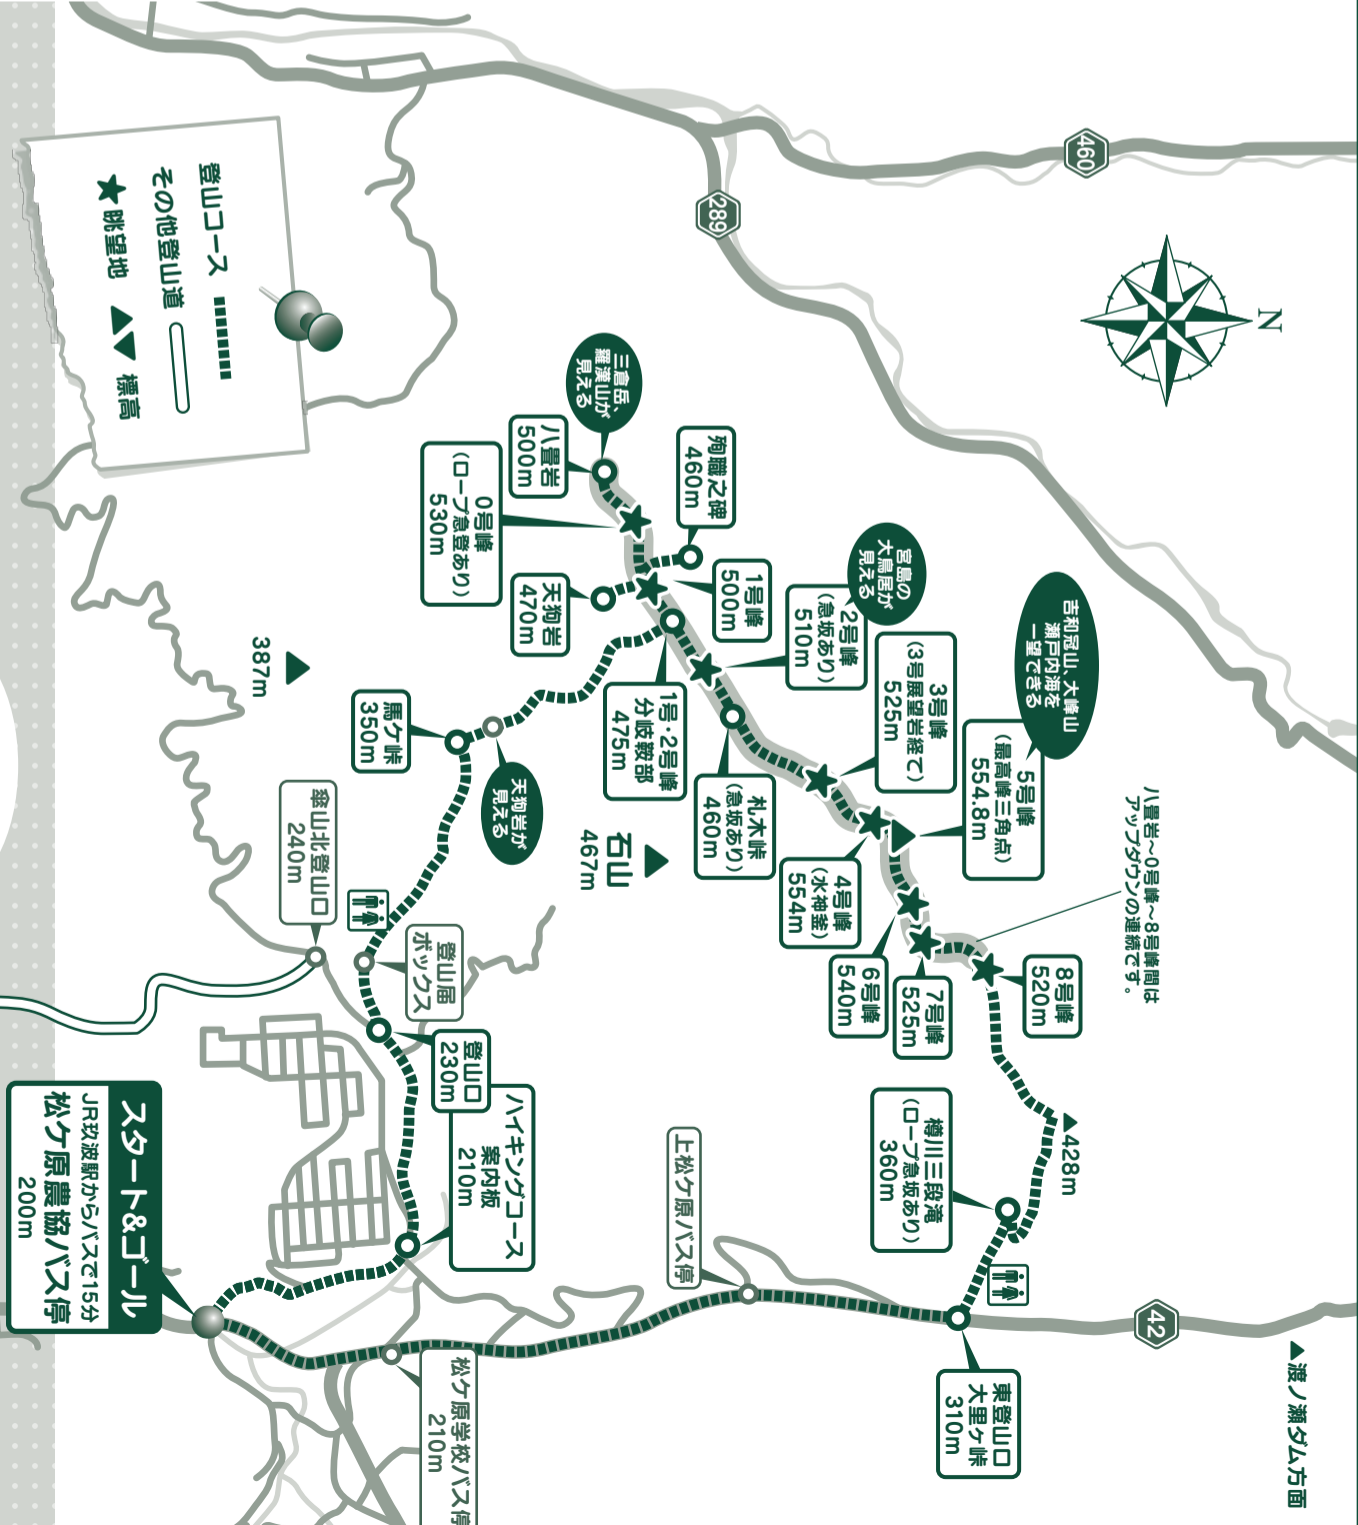 460
289
N
登山コース
その他登山道
眺望地
標高
三倉岳、
羅漢山が
見える
八畳岩
500m
0号峰
(ロープ急登あり)
530m
殉職之碑
460m
天狗岩
470m
1号峰
500m
宮島の
大鳥居が
見える
2号峰
(急坂あり)
510m
3号峰
(3号展望岩経て)
525m
吉和冠山、大峰山
瀬戸内海を
一望できる
5号峰
(最高峰三角点)
554.8m
八畳岩~0号峰~8号峰間は
アップダウンの連続です。
1号・2号峰
分岐鞍部
475m
札木峠
(急坂あり)
460m
4号峰
(水神釜)
554m
6号峰
540m
7号峰
525m
8号峰
520m
387m
馬ケ峠
350m
天狗岩が
見える
石山
467m
傘山北登山口
240m
登山届
ボックス
登山口
230m
ハイキングコース
案内板
210m
428m
樽川三段滝
(ロープ急坂あり)
360m
上松ケ原バス停
42
東登山口
大里ヶ峠
310m
渡ノ瀬ダム方面
松ケ原学校バス停
210m
スタート&ゴール
JR玖波駅からバスで15分
松ケ原農協バス停
200m